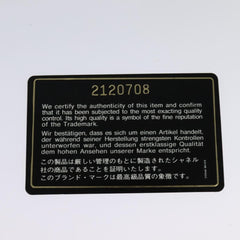 2120708
We certify the authenticity of this item and confirm
that it has been subjected to the most exacting quality
control. Its high quality is a symbol of the fine reputation
of the Trademark.
Wir bestätigen, dass es sich um einen Artikel handelt,
der während seiner Herstellung strengsten Kontrollen
unterworfen war, und dessen erstklassige Qualität
dem hohen Ansehen unserer Marke entspricht.
この製品は厳しい管理のもとに製造されたシャネル
社の商品であることを証明いたします。
このブランド・マークは最高級品質の象徴です。